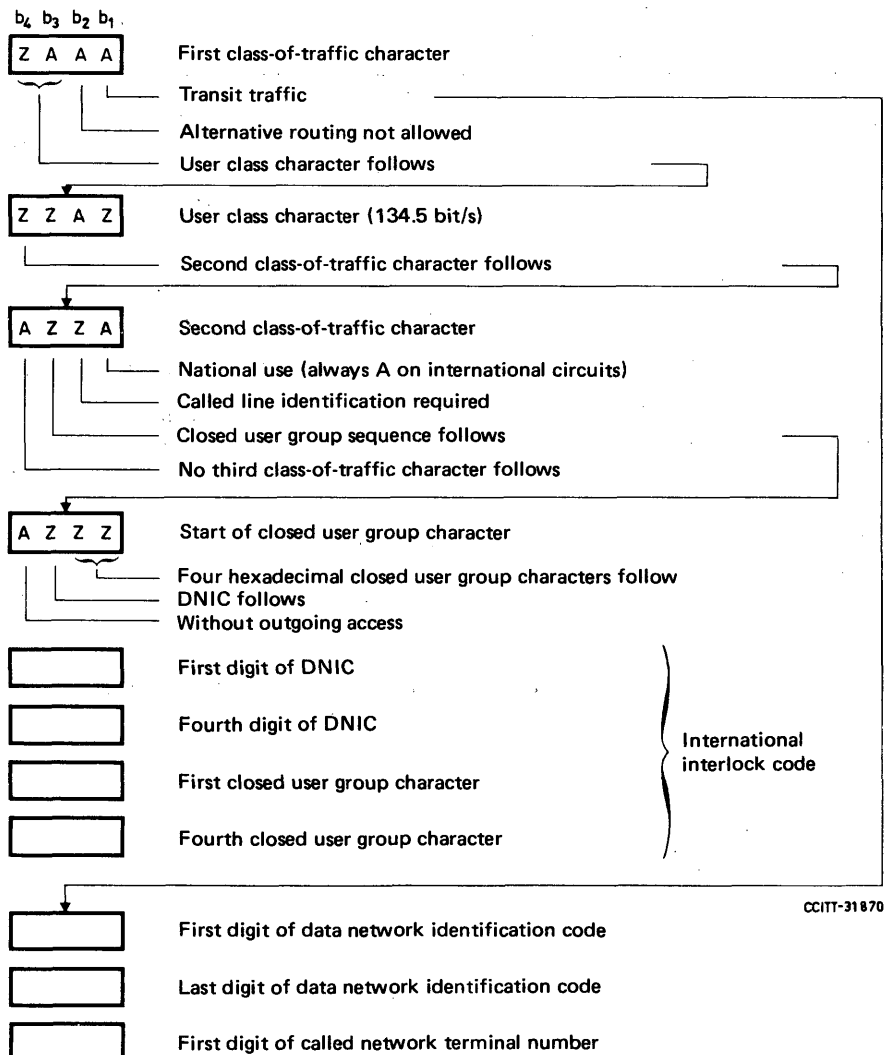 b4 b3 b2 b1
Z A A A First class-of-traffic character
Transit traffic
Alternative routing not allowed
User class character follows
Z Z A Z User class character (134.5 bit/s)
Second class-of-traffic character follows
A Z Z A Second class-of-traffic character
National use (always A on international circuits)
Called line identification required
Closed user group sequence follows
No third class-of-traffic character follows
A Z Z Z Start of closed user group character
Four hexadecimal closed user group characters follow
DNIC follows
Without outgoing access
First digit of DNIC
Fourth digit of DNIC
International
interlock code
First closed user group character
Fourth closed user group character
CCITT-31870
First digit of data network identification code
Last digit of data network identification code
First digit of called network terminal number